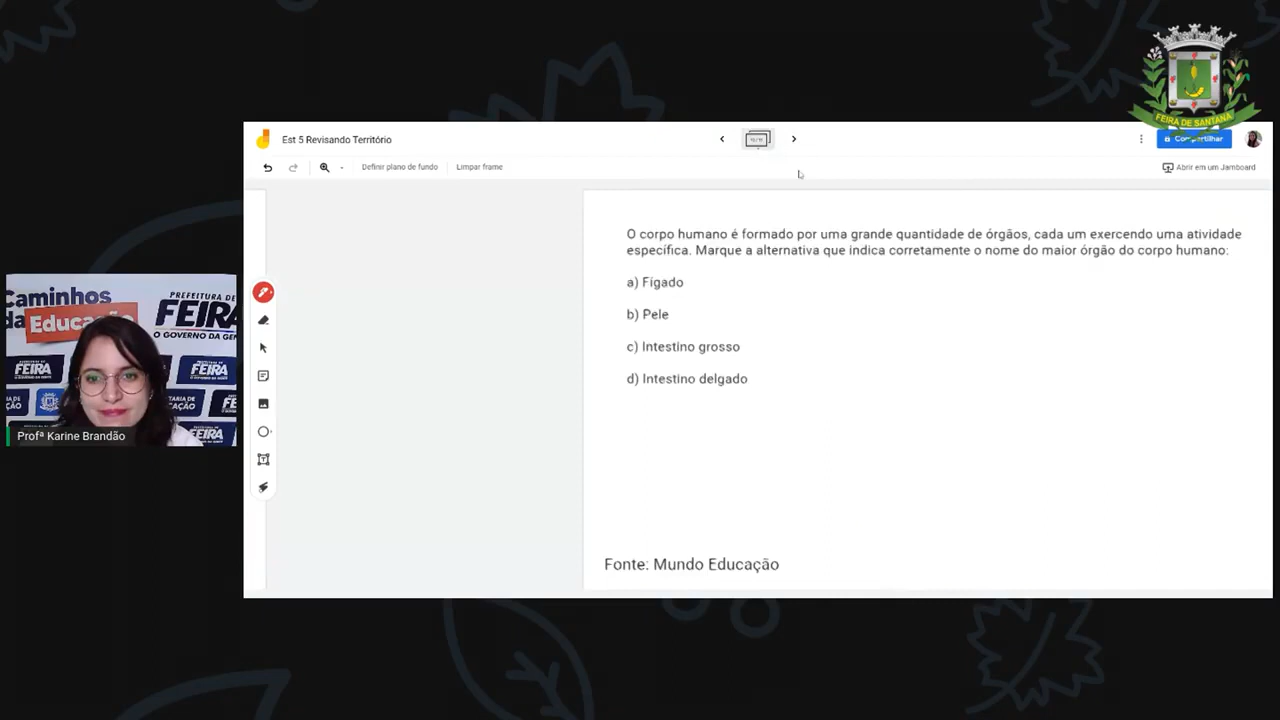 FEIRA DE SANTANA
Est 5 Revisando Território
Compartilhar
Definir plano de fundo
Limpar frame
Abrir em um Jamboard
O corpo humano é formado por uma grande quantidade de órgãos, cada um exercendo uma atividade
específica. Marque a alternativa que indica corretamente o nome do maior órgão do corpo humano:
a) Fígado
b) Pele
c) Intestino grosso
d) Intestino delgado
Fonte: Mundo Educação
Caminhos
da Educação
PREFEITURA DE
FEIRA
O GOVERNO DA
FEIRA
FEIRA
FEIRA
Profª Karine Brandão